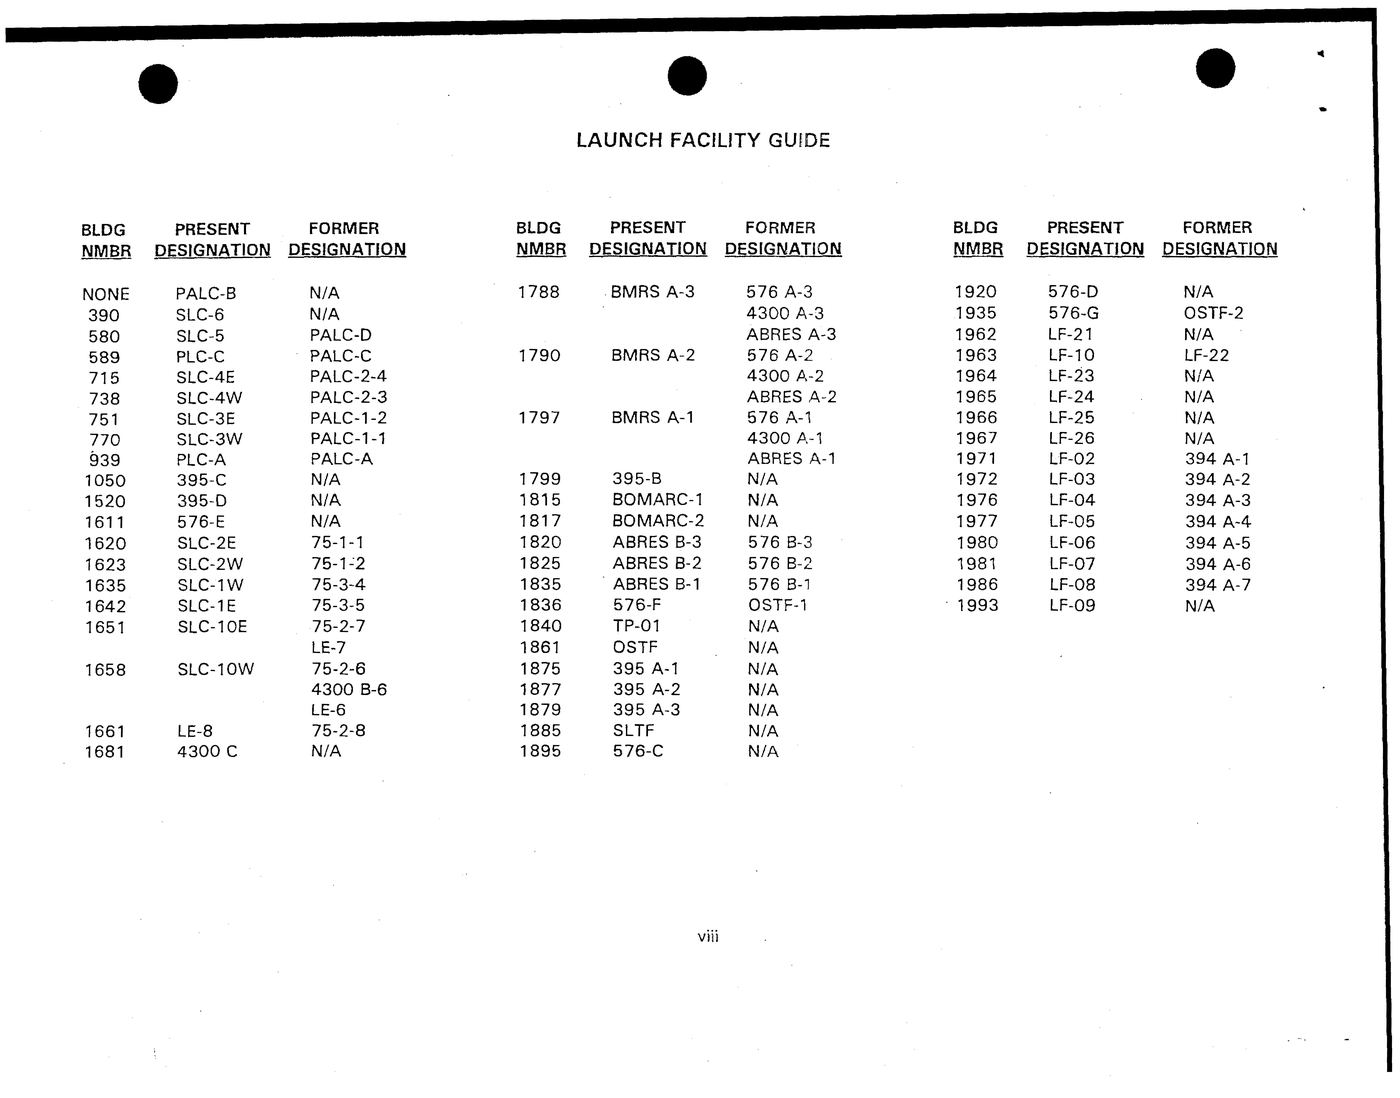 LAUNCH FACILITY GUIDE
BLDG PRESENT FORMER
NMBR DESIGNATION DESIGNATION
NONE PALC-B N/A
390 SLC-6 N/A
580 SLC-5 PALC-D
589 PLC-C PALC-C
715 SLC-4E PALC-2-4
738 SLC-4W PALC-2-3
751 SLC-3E PALC-1-2
770 SLC-3W PALC-1-1
939 PLC-A PALC-A
1050 395-C N/A
1520 395-D N/A
1611 576-E N/A
1620 SLC-2E 75-1-1
1623 SLC-2W 75-1-2
1635 SLC-1W 75-3-4
1642 SLC-1E 75-3-5
1651 SLC-10E 75-2-7
LE-7
1658 SLC-10W 75-2-6
4300 B-6
LE-6
1661 LE-8 75-2-8
1681 4300 C N/A
BLDG PRESENT FORMER
NMBR DESIGNATION DESIGNATION
1788 BMRS A-3 576 A-3
4300 A-3
ABRES A-3
1790 BMRS A-2 576 A-2
4300 A-2
ABRES A-2
1797 BMRS A-1 576 A-1
4300 A-1
ABRES A-1
1799 395-B N/A
1815 BOMARC-1 N/A
1817 BOMARC-2 N/A
1820 ABRES B-3 576 B-3
1825 ABRES B-2 576 B-2
1835 ABRES B-1 576 B-1
1836 576-F OSTF-1
1840 TP-01 N/A
1861 OSTF N/A
1875 395 A-1 N/A
1877 395 A-2 N/A
1879 395 A-3 N/A
1885 SLTF N/A
1895 576-C N/A
BLDG PRESENT FORMER
NMBR DESIGNATION DESIGNATION
1920 576-D N/A
1935 576-G OSTF-2
1962 LF-21 N/A
1963 LF-10 LF-22
1964 LF-23 N/A
1965 LF-24 N/A
1966 LF-25 N/A
1967 LF-26 N/A
1971 LF-02 394 A-1
1972 LF-03 394 A-2
1976 LF-04 394 A-3
1977 LF-05 394 A-4
1980 LF-06 394 A-5
1981 LF-07 394 A-6
1986 LF-08 394 A-7
1993 LF-09 N/A
viii